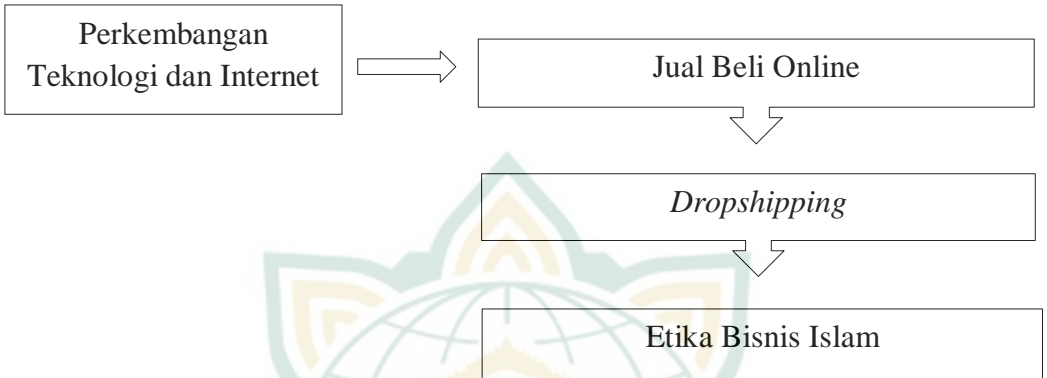 Perkembangan
Teknologi dan Internet
Jual Beli Online
Dropshipping
Etika Bisnis Islam